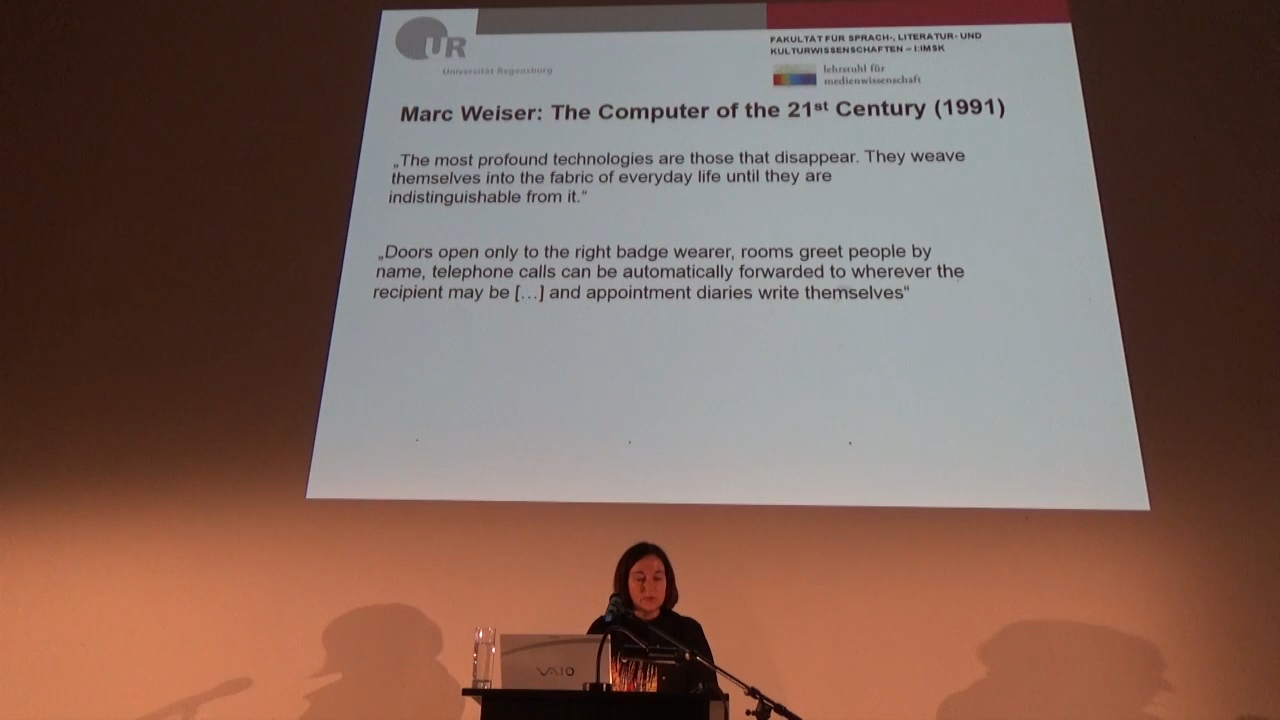 UR
Universität Regensburg
FAKULTÄT FÜR SPRACH-, LITERATUR- UND
KULTURWISSENSCHAFTEN – I:IMSK
lehrstuhl für
medienwissenschaft
Marc Weiser: The Computer of the 21st Century (1991)
„The most profound technologies are those that disappear. They weave
themselves into the fabric of everyday life until they are
indistinguishable from it.“
„Doors open only to the right badge wearer, rooms greet people by
name, telephone calls can be automatically forwarded to wherever the
recipient may be […] and appointment diaries write themselves“
VAIO